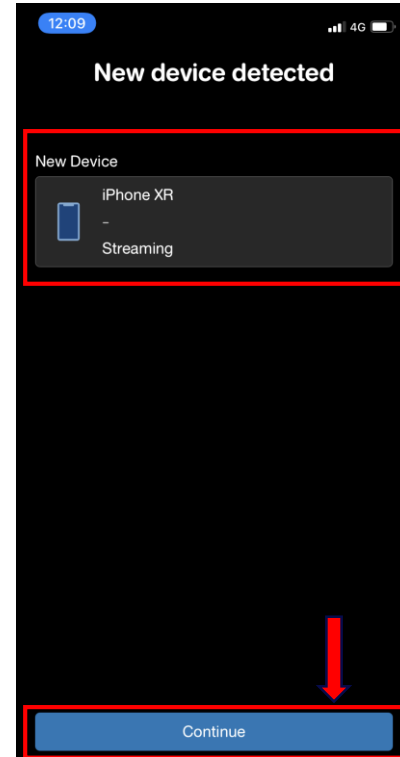 12:09
4G
New device detected
New Device
iPhone XR
-
Streaming
Continue